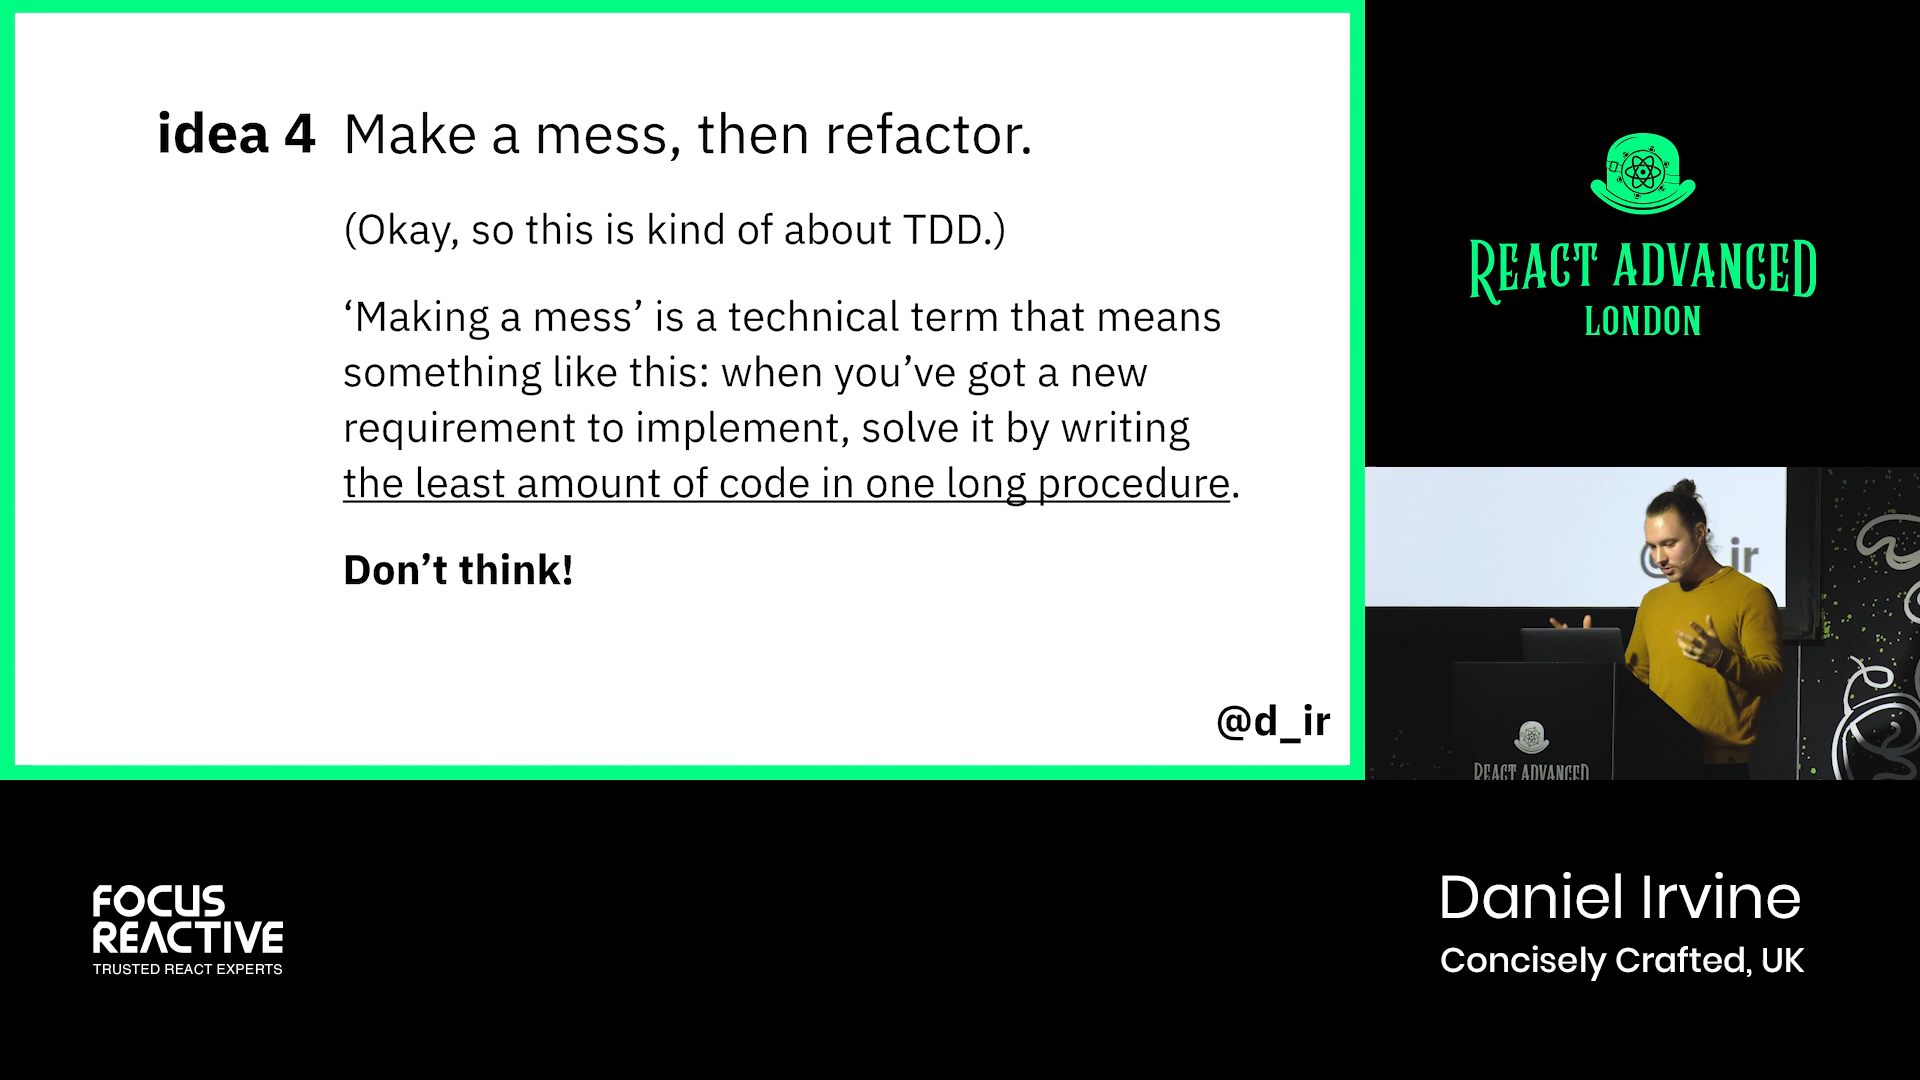 idea 4 Make a mess, then refactor.
(Okay, so this is kind of about TDD.)
‘Making a mess’ is a technical term that means
something like this: when you’ve got a new
requirement to implement, solve it by writing
the least amount of code in one long procedure.
Don’t think!
@d_ir
REACT ADVANCED
LONDON
ir
REACT ADVANCED
FOCUS
REACTIVE
TRUSTED REACT EXPERTS
Daniel Irvine
Concisely Crafted, UK